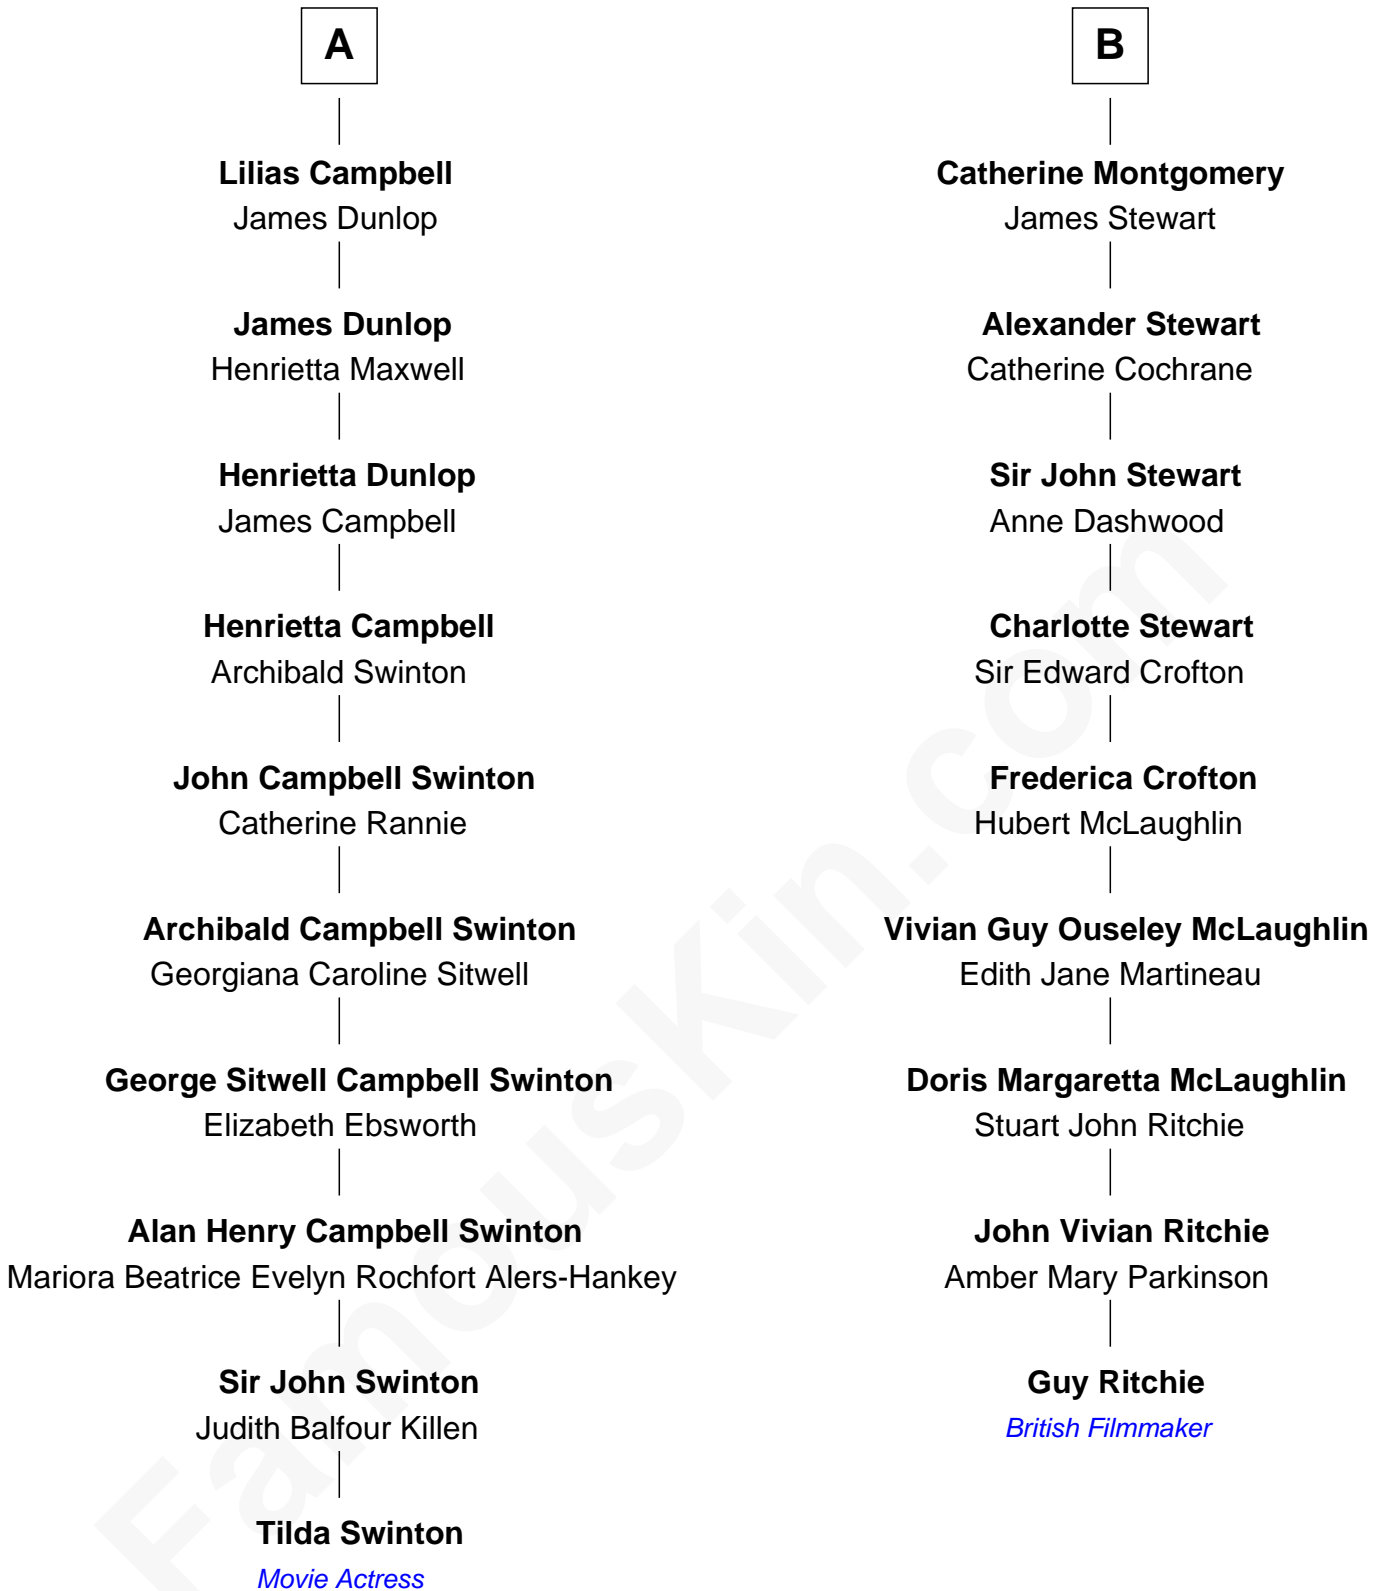 A
Lilias Campbell
James Dunlop
James Dunlop
Henrietta Maxwell
Henrietta Dunlop
James Campbell
Henrietta Campbell
Archibald Swinton
John Campbell Swinton
Catherine Rannie
Archibald Campbell Swinton
Georgiana Caroline Sitwell
George Sitwell Campbell Swinton
Elizabeth Ebsworth
Alan Henry Campbell Swinton
Mariora Beatrice Evelyn Rochfort Alers-Hankey
Sir John Swinton
Judith Balfour Killen
Tilda Swinton
Movie Actress
B
Catherine Montgomery
James Stewart
Alexander Stewart
Catherine Cochrane
Sir John Stewart
Anne Dashwood
Charlotte Stewart
Sir Edward Crofton
Frederica Crofton
Hubert McLaughlin
Vivian Guy Ouseley McLaughlin
Edith Jane Martineau
Doris Margaretta McLaughlin
Stuart John Ritchie
John Vivian Ritchie
Amber Mary Parkinson
Guy Ritchie
British Filmmaker
FamousKin.com